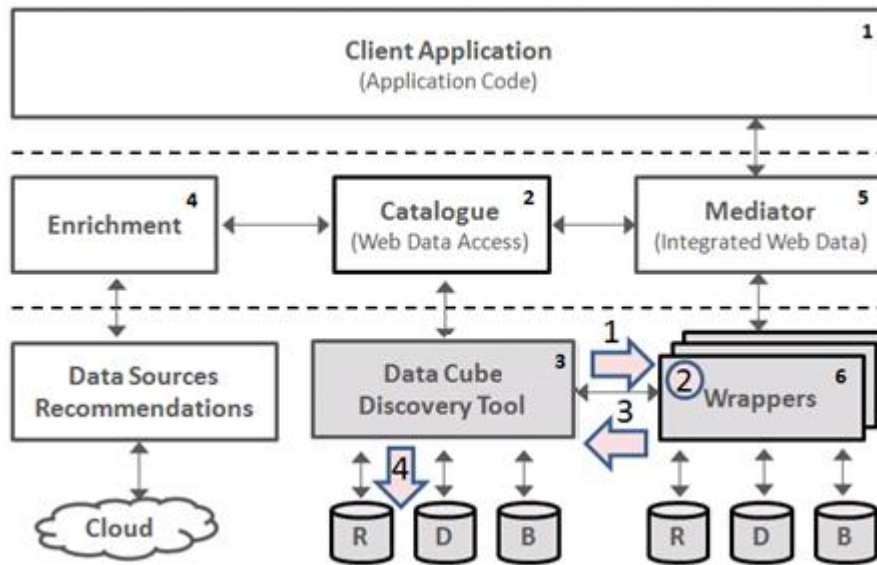 Client Application
1
(Application Code)
Enrichment
4
Catalogue
2
(Web Data Access)
Mediator
5
(Integrated Web Data)
Data Sources
Recommendations
Data Cube
3
Discovery Tool
1
3
2
Wrappers
6
4
Cloud
R
D
B
R
D
B